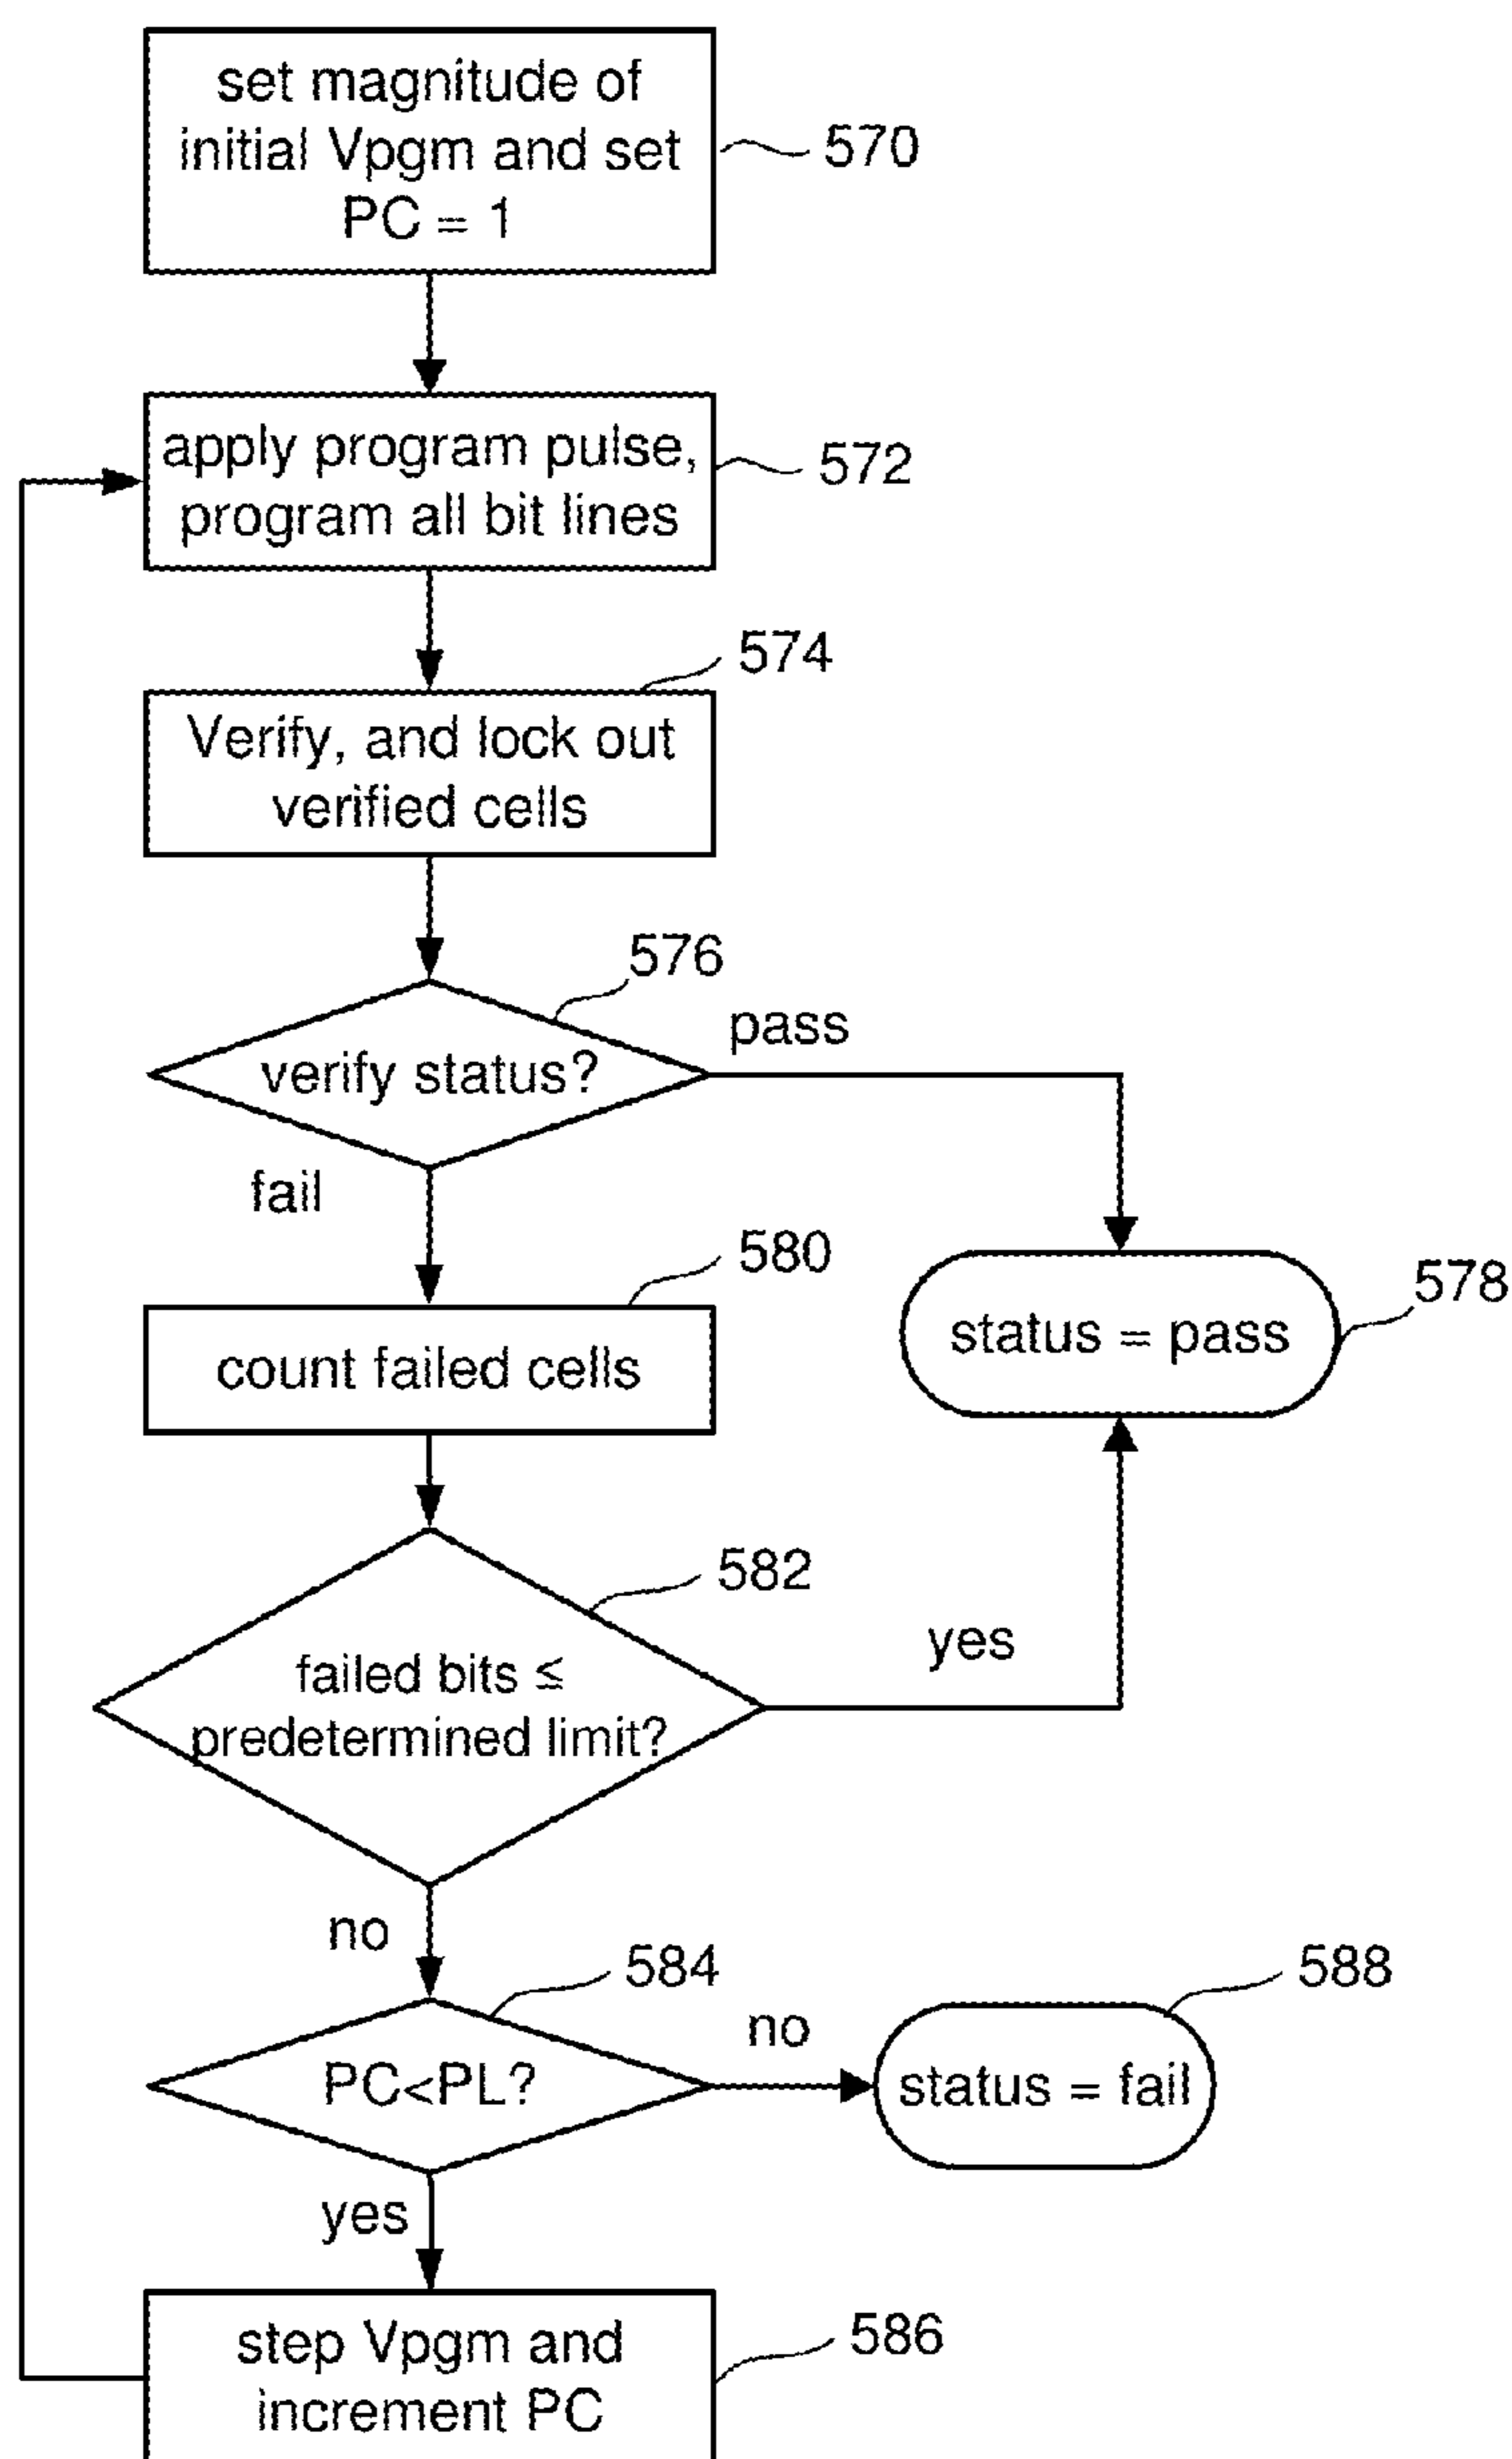 set magnitude of
initial Vpgm and set
PC = 1
570
apply program pulse,
program all bit lines
572
574
Verify, and lock out
verified cells
576
pass
verify status?
fail
580
578
status = pass
count failed cells
582
yes
failed bits ≤
predetermined limit?
no
584
588
no
PC<PL?
status = fail
yes
step Vpgm and
increment PC
586